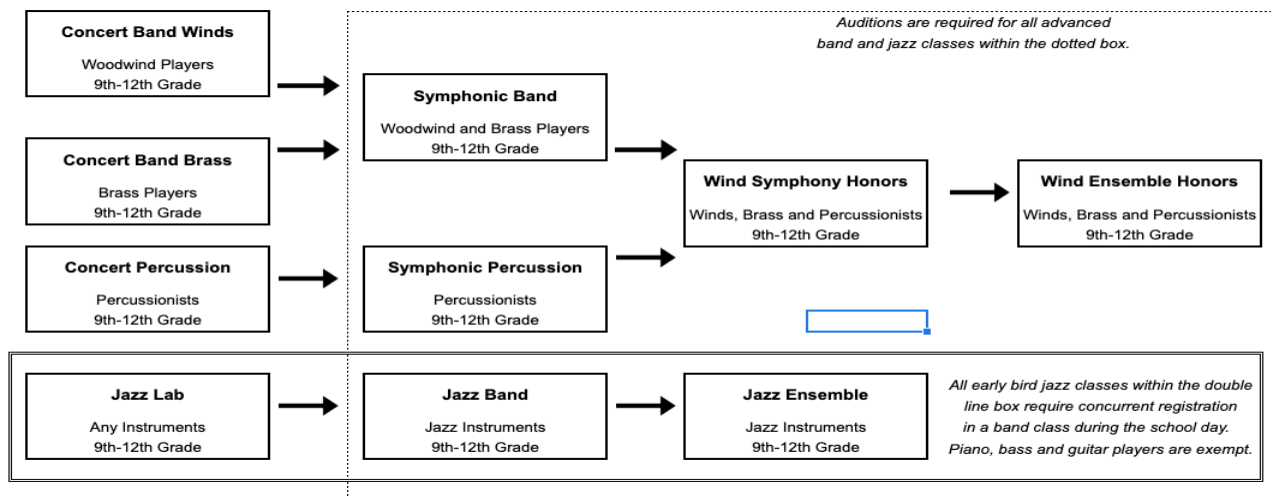 Auditions are required for all advanced
band and jazz classes within the dotted box.
Concert Band Winds
Woodwind Players
9th-12th Grade
Concert Band Brass
Brass Players
9th-12th Grade
Concert Percussion
Percussionists
9th-12th Grade
Symphonic Band
Woodwind and Brass Players
9th-12th Grade
Symphonic Percussion
Percussionists
9th-12th Grade
Wind Symphony Honors
Winds, Brass and Percussionists
9th-12th Grade
Wind Ensemble Honors
Winds, Brass and Percussionists
9th-12th Grade
Jazz Lab
Any Instruments
9th-12th Grade
Jazz Band
Jazz Instruments
9th-12th Grade
Jazz Ensemble
Jazz Instruments
9th-12th Grade
All early bird jazz classes within the double
line box require concurrent registration
in a band class during the school day.
Piano, bass and guitar players are exempt.